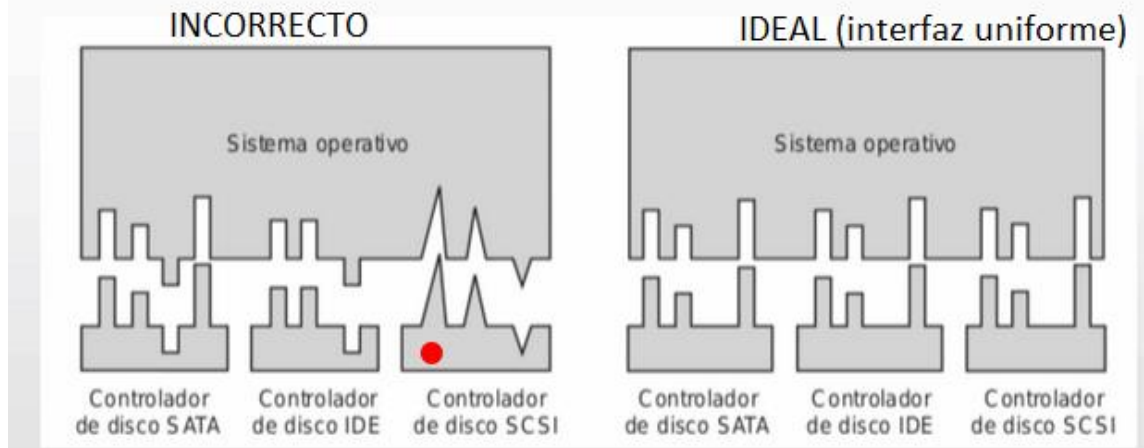 INCORRECTO
IDEAL (interfaz uniforme)
Sistema operativo
Sistema operativo
Controlador
de disco SATA
Controlador
de disco IDE
Controlador
de disco SCSI
Controlador
de disco SATA
Controlador
de disco IDE
Controlador
de disco SCSI